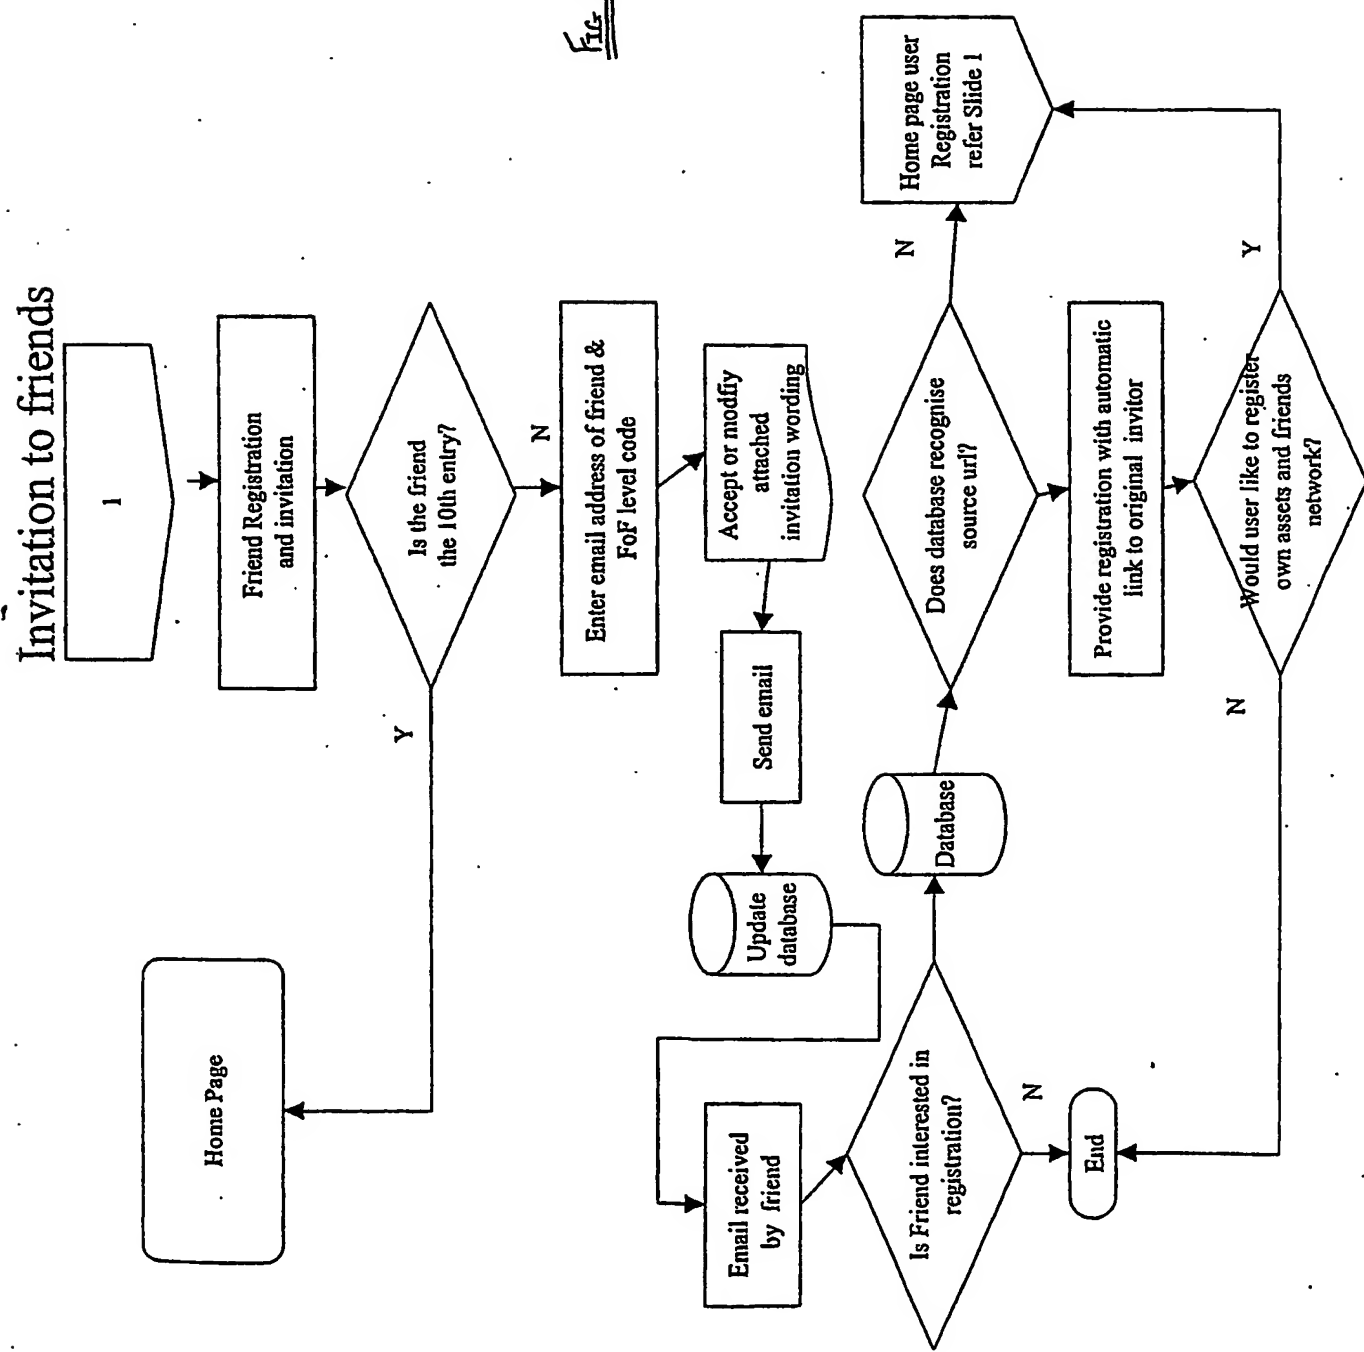 Invitation to friends
1
Friend Registration
and invitation
Is the friend
the 10th entry?
Y
N
Home Page
Enter email address of friend &
FoF level code
Accept or modfiy
attached
invitation wording
Send email
Update
database
Email received
by friend
Is Friend interested in
registration?
N
End
Database
Does database recognise
source url?
N
Home page user
Registration
refer Slide 1
Provide registration with automatic
link to original invitor
Would user like to register
own assets and friends
network?
N
Y
FIG